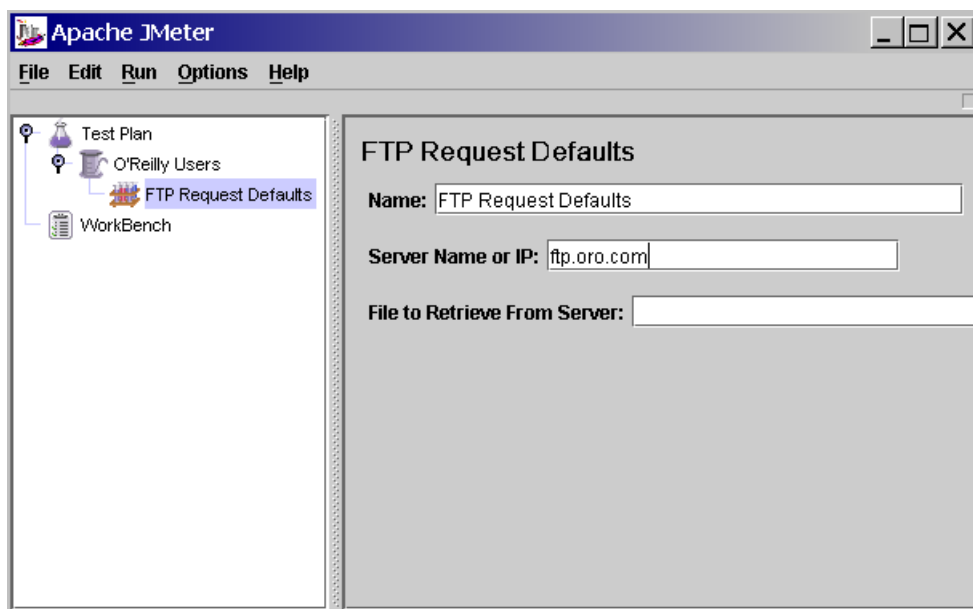 Apache JMeter
File Edit Run Options Help
Test Plan
O'Reilly Users
FTP Request Defaults
WorkBench
FTP Request Defaults
Name: FTP Request Defaults
Server Name or IP: ftp.oro.com
File to Retrieve From Server: